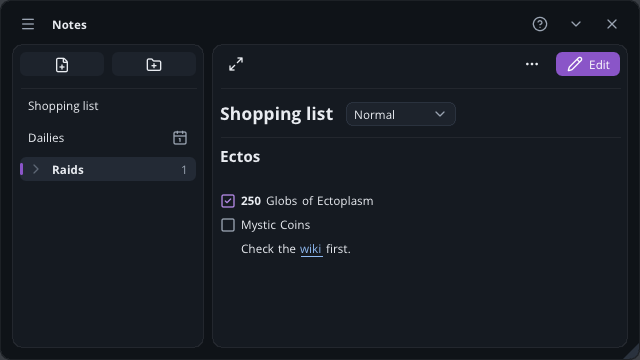 Notes
Edit
Shopping list
Dailies
Raids 1
Shopping list Normal
Ectos
250 Globs of Ectoplasm
Mystic Coins
Check the wiki first.